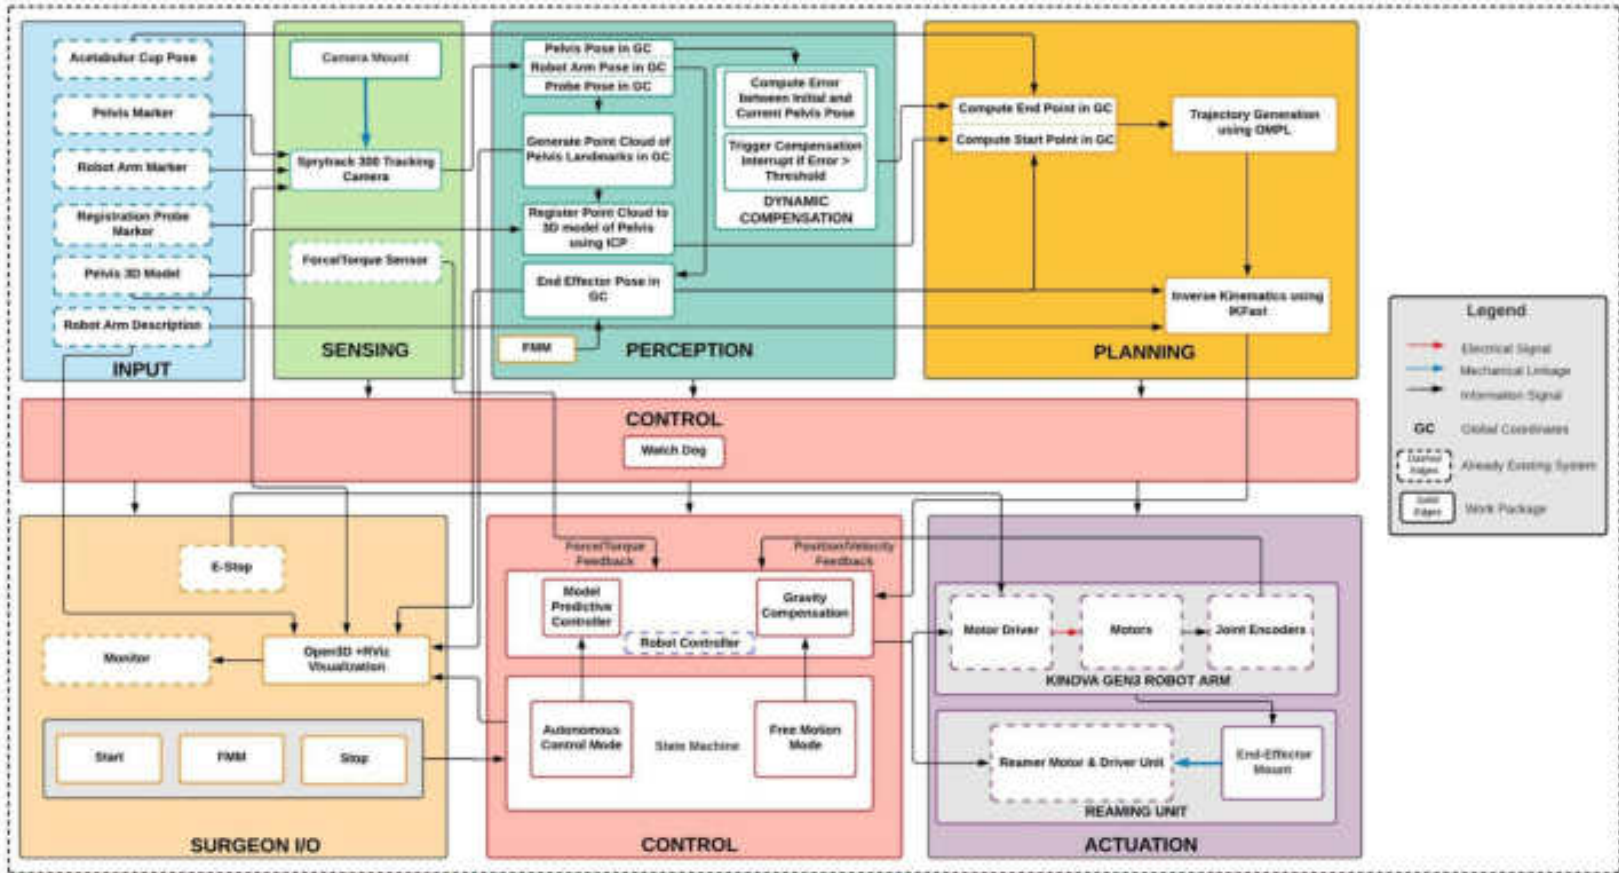 Acetabular Cup Pose
Pelvis Marker
Robot Arm Marker
Registration Probe
Marker
Pelvis 3D Model
Robot Arm Description
INPUT
Camera Mount
Sprytrack 300 Tracking
Camera
Force/Torque Sensor
SENSING
Pelvis Pose in GC
Robot Arm Pose in GC
Probe Pose in GC
Generate Point Cloud of
Pelvis Landmarks in GC
Register Point Cloud to
3D model of Pelvis
using ICP
End Effector Pose in
GC
FMM
PERCEPTION
Compute Error
between Initial and
Current Pelvis Pose
Trigger Compensation
Interrupt if Error >
Threshold
DYNAMIC
COMPENSATION
Compute End Point in GC
Compute Start Point in GC
Trajectory Generation
using OMPL
Inverse Kinematics using
IKFast
PLANNING
Legend
Electrical Signal
Mechanical Linkage
Information Signal
GC Global Coordinates
Dashed
Edges
Already Existing System
Solid
Edges
Work Package
CONTROL
Watch Dog
E-Stop
Monitor
Open3D +RViz
Visualization
Start
FMM
Stop
SURGEON I/O
Force/Torque
Feedback
Position/Velocity
Feedback
Model
Predictive
Controller
Gravity
Compensation
Robot Controller
Autonomous
Control Mode
State Machine
Free Motion
Mode
CONTROL
Motor Driver
Motors
Joint Encoders
KINOVA GEN3 ROBOT ARM
Reamer Motor & Driver Unit
End-Effector
Mount
REAMING UNIT
ACTUATION